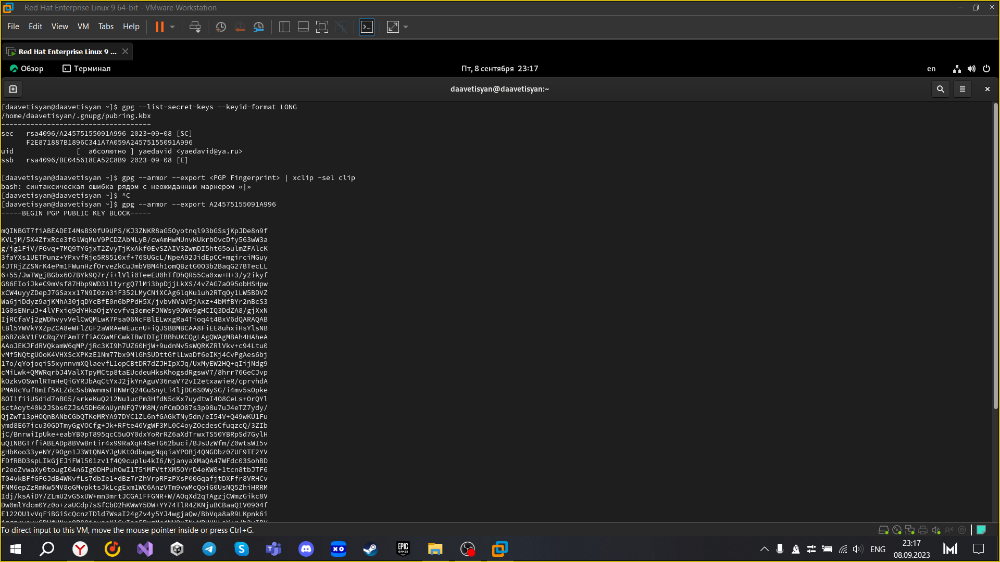 Red Hat Enterprise Linux 9 64-bit - VMware Workstation
File Edit View VM Tabs Help
Red Hat Enterprise Linux 9 ...
Обзор Терминал Пт, 8 сентября 23:17 en
daavetisyan@daavetisyan:~
[daavetisyan@daavetisyan ~]$ gpg --list-secret-keys --keyid-format LONG
/home/daavetisyan/.gnupg/pubring.kbx
------------------------------------
sec   rsa4096/A24575155091A996 2023-09-08 [SC]
      F2E871887B1896C341A7A059A24575155091A996
uid               [  абсолютно ] yaedavid <yaedavid@ya.ru>
ssb   rsa4096/BE045618EA52C8B9 2023-09-08 [E]
[daavetisyan@daavetisyan ~]$ gpg --armor --export <PGP Fingerprint> | xclip -sel clip
bash: синтаксическая ошибка рядом с неожиданным маркером «|»
[daavetisyan@daavetisyan ~]$ ^C
[daavetisyan@daavetisyan ~]$ gpg --armor --export A24575155091A996
-----BEGIN PGP PUBLIC KEY BLOCK-----
mQINBGT7fiABEADEI4MsBS9fU9UPS/KJ3ZNKR8aG5Oyotnql93bGSsjKpJDe8n9f
KVLjM/5X4ZfxRce3f6lWqMuV9PCDZAbMLyB/cwAmHwMUnvKUkrbOvcDfy563wW3a
g/ig1FiV/FGvq+7MQ9TYGjxT2ZvyTjKxAkf0EvSZAIV3ZwmDI5ht65oulmZFAlcK
3faYXs1UETPunz+YPxvfRjo5R8510xf+76SUGcL/NpeA92JidEpCC+mgirciMGuy
4JTRjZZSNrK4ePm1FWunHzfOrveZkCuJmbVBM4h1omQBztG0O3b2BaqG27BTecLL
6+55/JwTWgjBGbx6O7BYk9Q7r/i+lVli0TeeEU0hTfDhQR55Ca0xw+H+3/y2ikyf
G86EIoiJkeC9mVsf87Hbp9WD311tyrgQ7lMi3bpDjjLkXS/4vZAG7aO95obHSHpw
xCW4uyyZDepJ7GSaxx17N9I0zn3iF352LMyCNiXCAg6lqKu1uh2RTqOy1LW5BDVZ
Wa6jiDdyz9ajKMhA30jqDYcBfE0n6bPPdH5X/jvbvNVaV5jAxz+4bMfBYr2nBcS3
1G0sENruJ+4lVFxiq9dYHkaOjzYcvfvq3emeFJNWsy9DWo9gHCIQ3DdZA8/gjXxN
IjRCfaVj2gWDhvyvVelCwQMLwK7Psa06NcFBlELwxgRa4Tioq4t4BxV6dQARAQAB
tBl5YWVkYXZpZCA8eWFlZGF2aWRAeWEucnU+iQJSBBMBCAA8FiEE8uhxiHsYlsNB
p6BZokV1FVCRqZYFAmT7fiACGwMFCwkIBwIDIgIBBhUKCQgLAgQWAgMBAh4HAheA
AAoJEKJFdRVQkamW6qMP/jRc3KI9h7UZ60HjW+9udnNv5sWQRKZRlVkv+c94Ltu0
vMf5NQtgUOoK4VHXScXPKzE1Nm77bx9MlGhSUDttGflLwaDf6eIKj4CvPgAes6bj
17o/qYojoqiS5xynnvmXQlaevfL1opCBtDR7dZJHIpXJq/UxMyEW2HQ+qIijNdg9
cMiLwk+QMWRqrbJ4ValXTpyMCtp8taEUcdeuHksKhogsdRgswV7/8hrr76GeCJvp
kOzkvOSwnlRTmHeQiGYRJbAqCtYxJ2jkYnAguV36naV72vI2etxawieR/cprvhdA
PMARcYuf8mIf5KLZdcSsbWwnmsFHNWrQ24GuSnyLi4ljDG6S0WySG/i4mv5sOpke
8OI1fiiUSdid7nBG5/srkeKuQ212Nu1ucPm3HfdN5cKx7uydtwI4O8CeLs+OrQYl
sctAoyt40k2JSbs6ZJsA5DH6KnUynNFQ7YM8M/nPCmDO87s3p98u7uJ4eTZ7ydy/
QjZwT13pHOQnBANbCGbQTKeMRYA97DYC1ZL6nfGAGkTNy5dn/eI54V+Q49wKU1Fu
ymd8E67icu30GDTmyGgVOCfg+Jk+RFte46VgWF3ML0C4oyZOcdesCfuqzcQ/3ZIb
jC/BnrwiIpUke+eabYB0pT895qcC5uOY0dxYoRrRZ6aXdTrwxTS50YBRpSd7GylH
uQINBGT7fiABEADp8BVwBntir4x99RaXqH4SeTG62buci/BJsUzWfm/Z0wtsWI5v
gHbKoo33yeNY/9Ogn1J3WtQNAYJgUKtOdbqwgNqqiaYPOBj4QNGDbz0ZUF9TE2YV
FDfRBD3spLIkGjEJiFWl501zv1f4Q9cuplu4kI6/NjanyaXMaQA47WFdc03SohBD
r2eoZvwaXy0tougI04n6Ig0DHPuhOwI1T5iMFVtfXM5OYrD4eKW0+1tcn8tbJTF6
T04vkBFfGFGJdB4WKvfLs7dbIe1+dBz7rZhVrpRFzPXsP00GqafjtDXFfr8VRHCv
FNM6epZzRmKw5MV8oGMvpktsJkLcgExm1WC6AnzVTm9vwMcQoiG0UsNQ5ZhiHRRM
Idj/ksAiDY/ZLmU2vG5xUW+mn3mrtJCGA1FFGNR+W/AOqXd2qTAgzjCWmzGikc8V
Dw0mlYdcm0Yz0o+zaUCdp7sSfCbD2hKWwY5DW+YY74TlR4ZKNjuBCBaaQ1V0904f
E122OU1vVqFiBGiScQcnzTDld7WsaI24gZv4y5YJ4wgjaQw/BbVqa8aR9LKpnk6i
To direct input to this VM, move the mouse pointer inside or press Ctrl+G.
XO
EPIC GAMES
ENG
23:17
08.09.2023